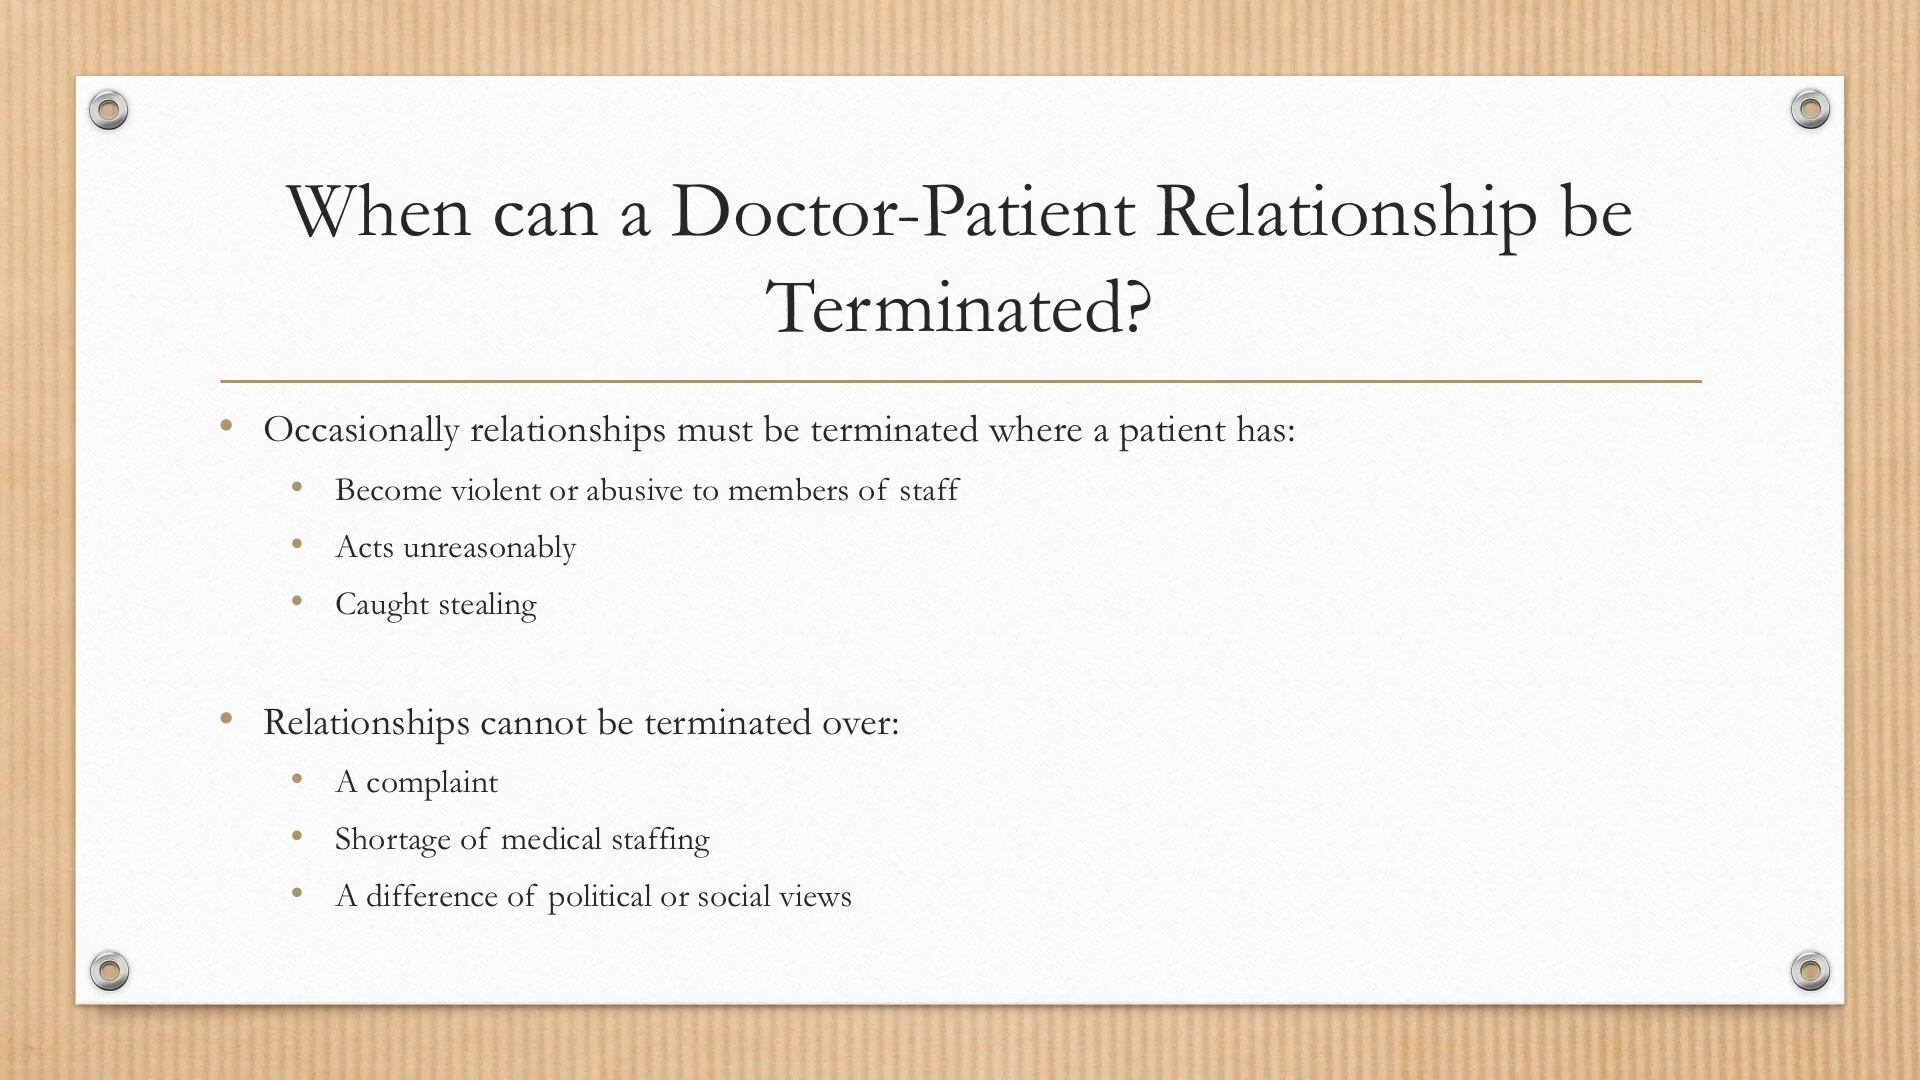 When can a Doctor-Patient Relationship be
Terminated?
• Occasionally relationships must be terminated where a patient has:
• Become violent or abusive to members of staff
• Acts unreasonably
• Caught stealing
• Relationships cannot be terminated over:
• A complaint
• Shortage of medical staffing
• A difference of political or social views